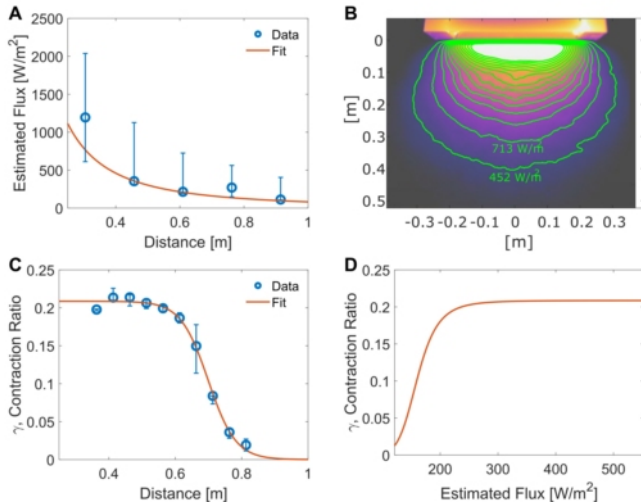 A
Estimated Flux [W/m²]
2500
2000
1500
1000
500
0
0.4
0.6
0.8
1
Distance [m]
Data
Fit
B
[m]
0
0.1
0.2
0.3
0.4
0.5
713 W/m²
452 W/m²
-0.3
-0.2
-0.1
0
0.1
0.2
0.3
[m]
C
γ, Contraction Ratio
0.25
0.2
0.15
0.1
0.05
0
0.4
0.6
0.8
1
Distance [m]
Data
Fit
D
γ, Contraction Ratio
0.25
0.2
0.15
0.1
0.05
0
200
300
400
500
Estimated Flux [W/m²]